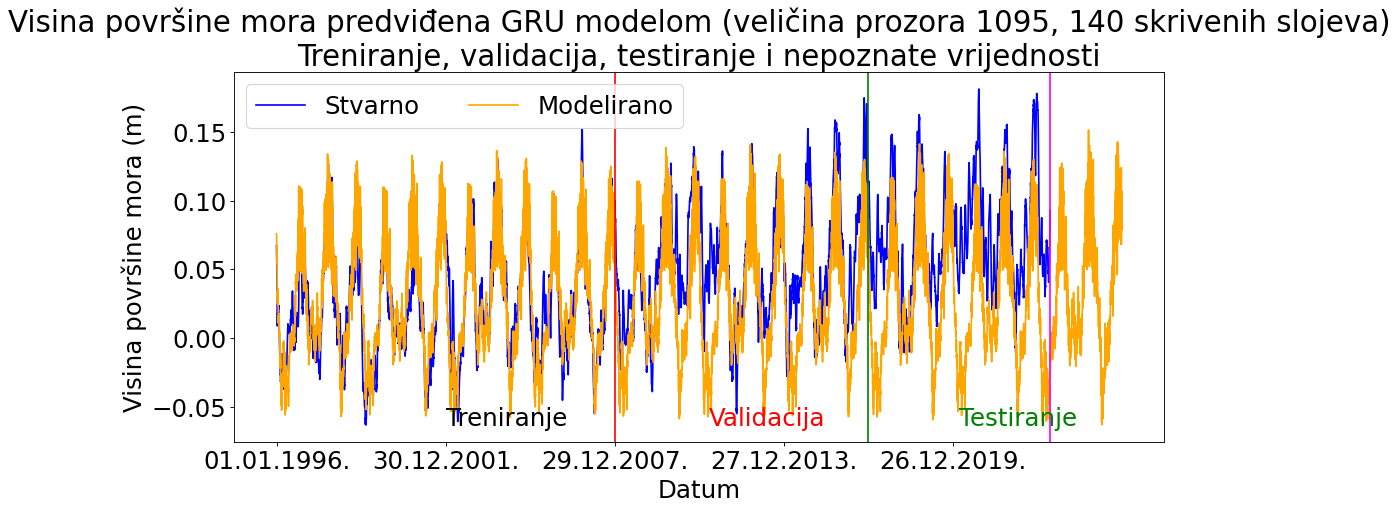 Visina površine mora predviđena GRU modelom (veličina prozora 1095, 140 skrivenih slojeva)
Treniranje, validacija, testiranje i nepoznate vrijednosti
Stvarno
Modelirano
Visina površine mora (m)
0.15
0.10
0.05
0.00
−0.05
Treniranje
Validacija
Testiranje
01.01.1996.
30.12.2001.
29.12.2007.
27.12.2013.
26.12.2019.
Datum